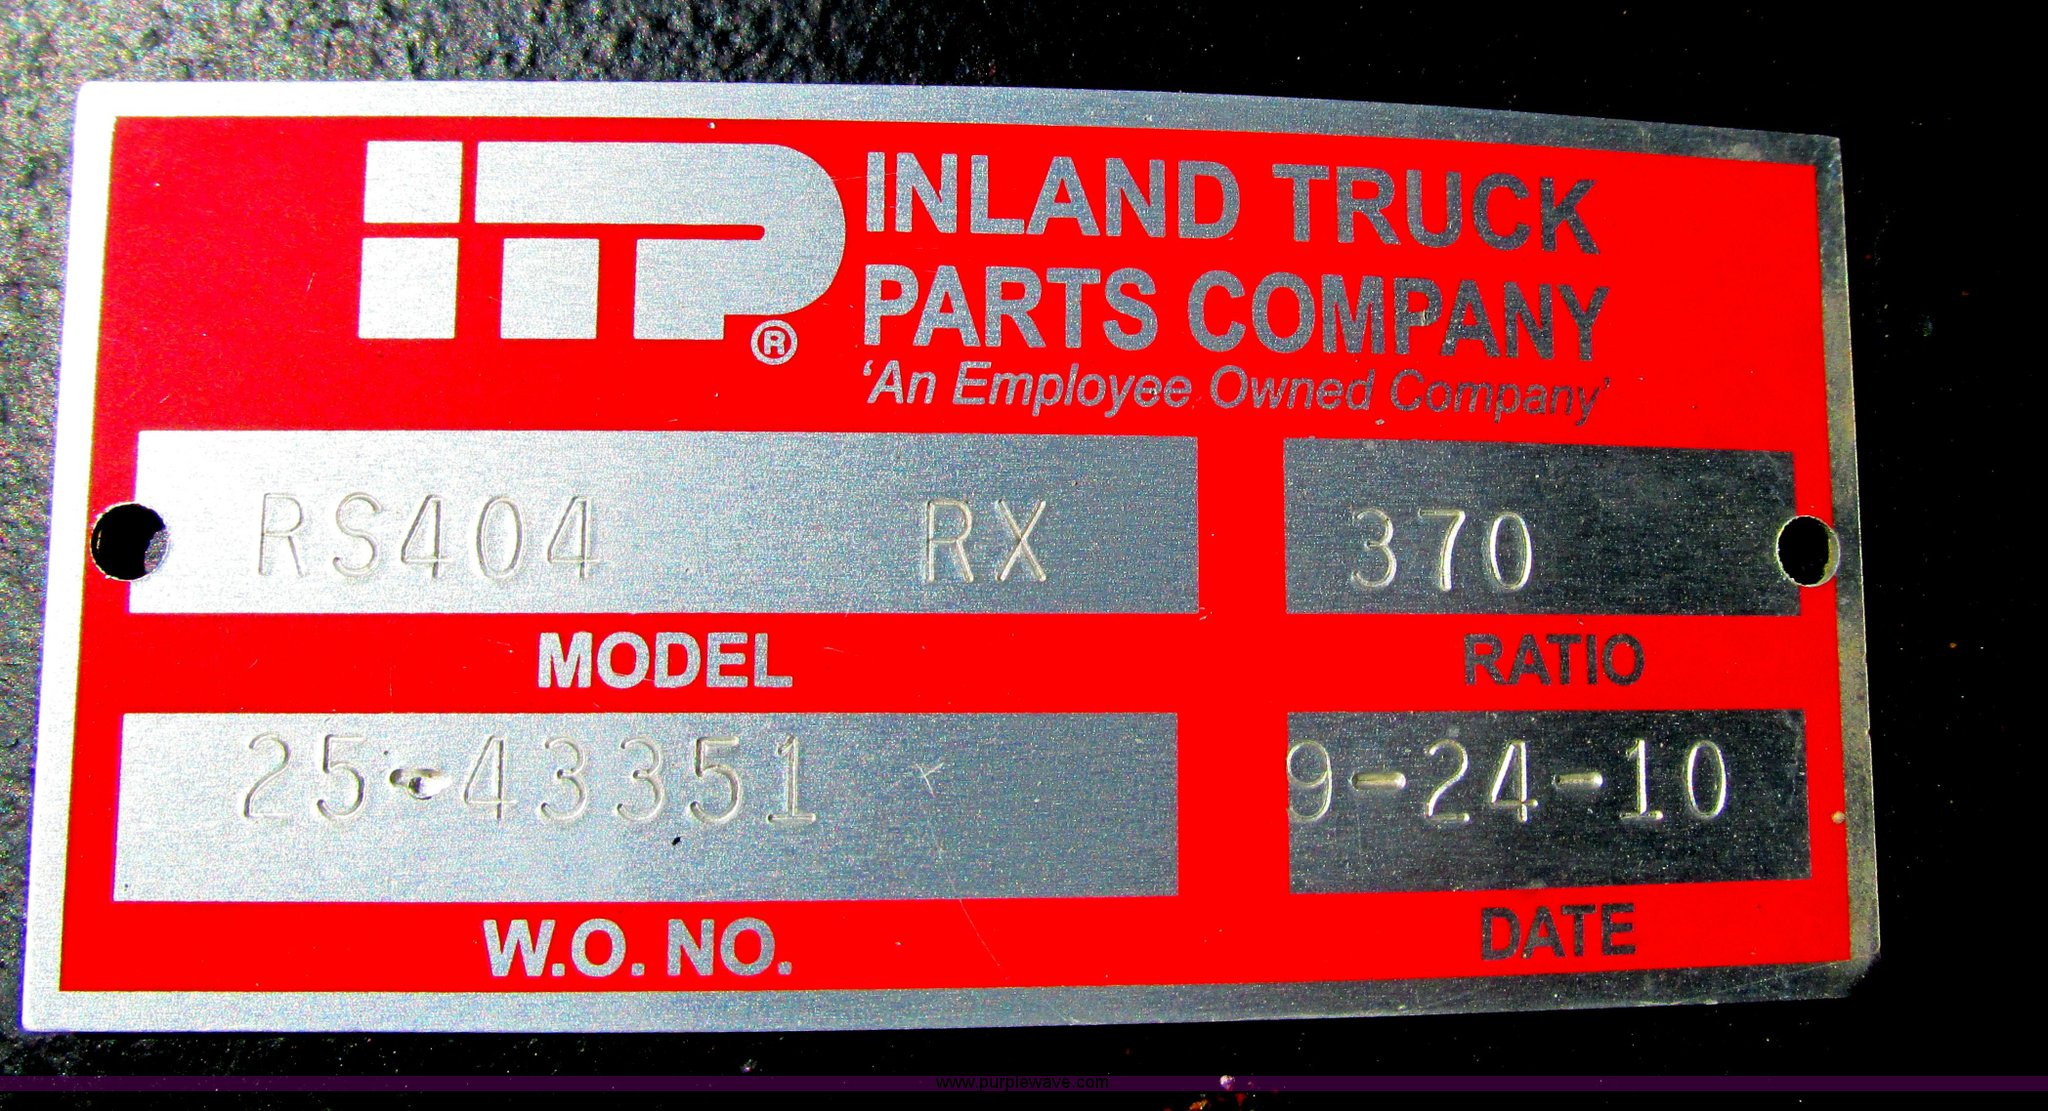 iTP® INLAND TRUCK
PARTS COMPANY
'An Employee Owned Company'
RS404 RX 370
MODEL RATIO
25-43351 9-24-10
W.O. NO. DATE
www.purplewave.com